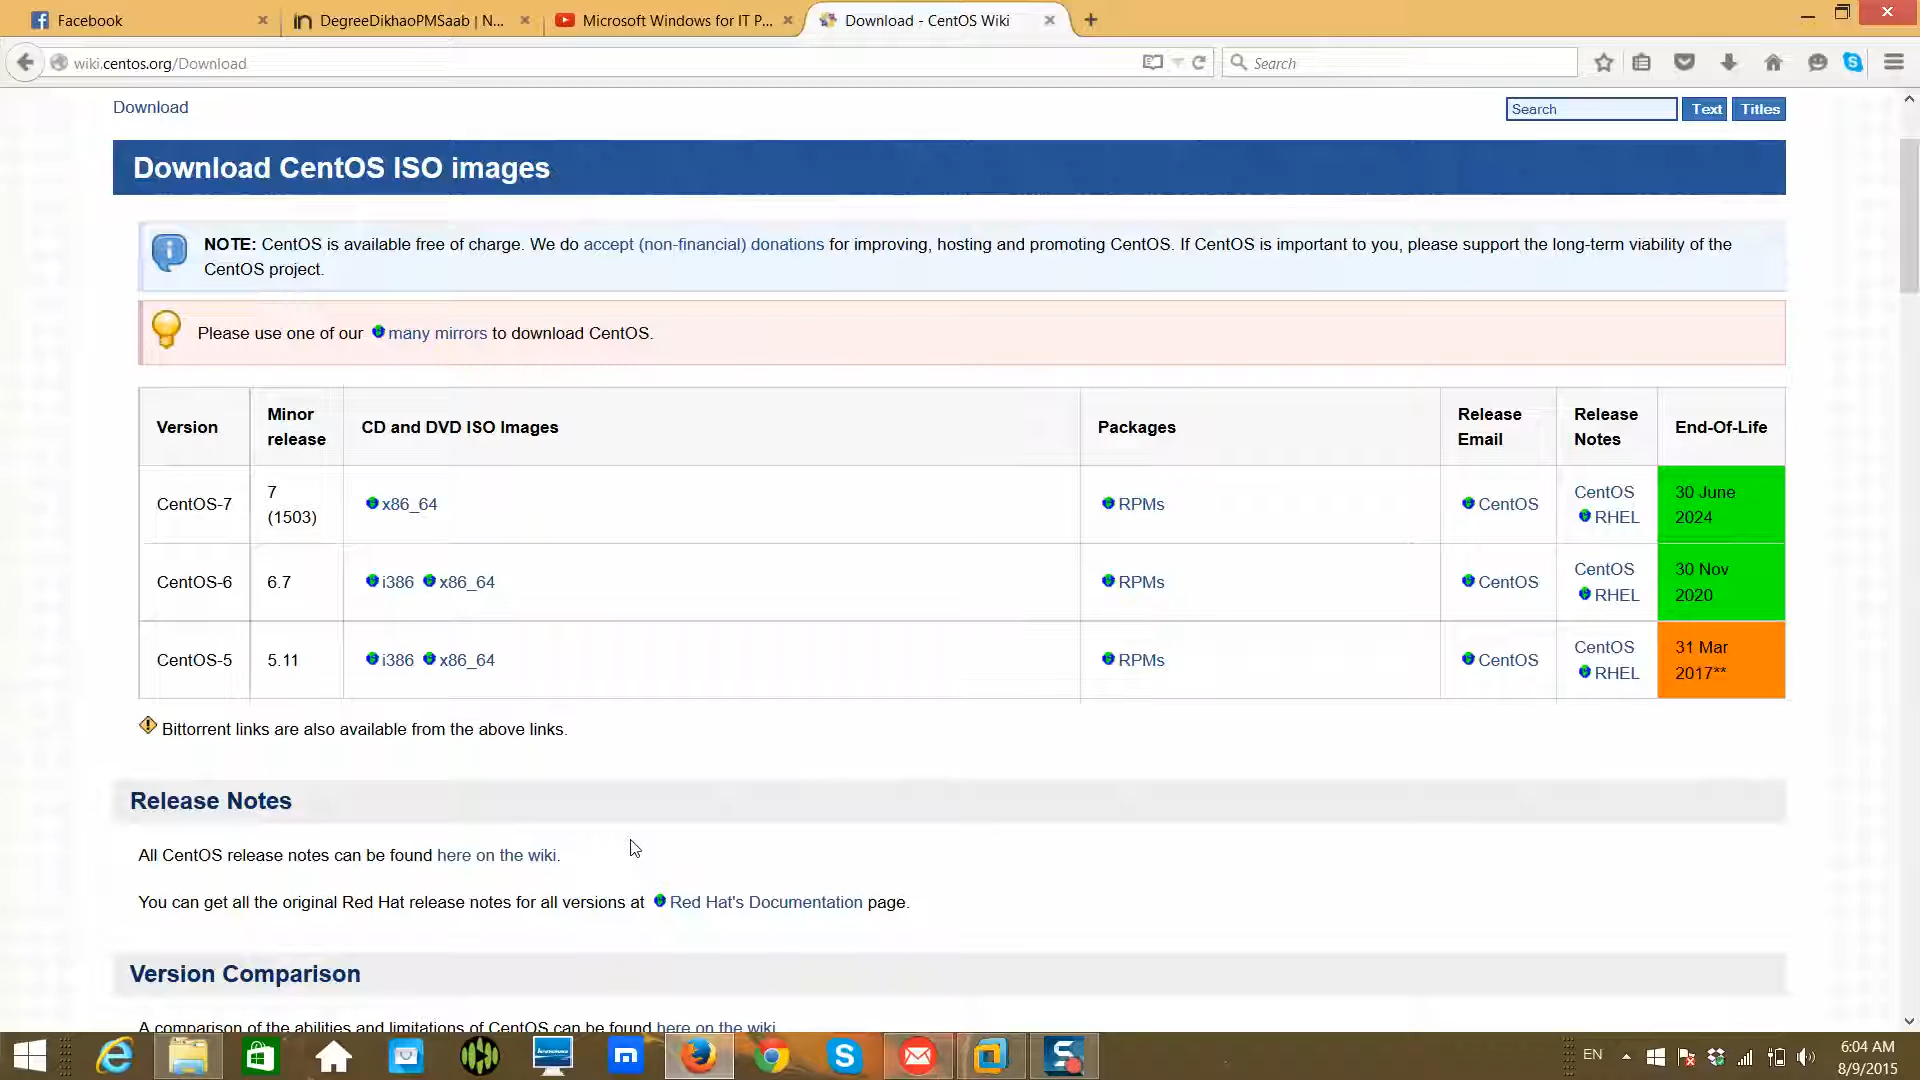 Facebook
DegreeDikhaoPMSaab | N...
Microsoft Windows for IT P...
Download - CentOS Wiki
wiki.centos.org/Download
Search
Download
Search
Text
Titles
Download CentOS ISO images
NOTE: CentOS is available free of charge. We do accept (non-financial) donations for improving, hosting and promoting CentOS. If CentOS is important to you, please support the long-term viability of the
CentOS project.
Please use one of our many mirrors to download CentOS.
Version
Minor
release
CD and DVD ISO Images
Packages
Release
Email
Release
Notes
End-Of-Life
CentOS-7
7
(1503)
x86_64
RPMs
CentOS
CentOS
RHEL
30 June
2024
CentOS-6
6.7
i386 x86_64
RPMs
CentOS
CentOS
RHEL
30 Nov
2020
CentOS-5
5.11
i386 x86_64
RPMs
CentOS
CentOS
RHEL
31 Mar
2017**
Bittorrent links are also available from the above links.
Release Notes
All CentOS release notes can be found here on the wiki.
You can get all the original Red Hat release notes for all versions at Red Hat's Documentation page.
Version Comparison
A comparison of the abilities and limitations of CentOS can be found here on the wiki
EN
6:04 AM
8/9/2015